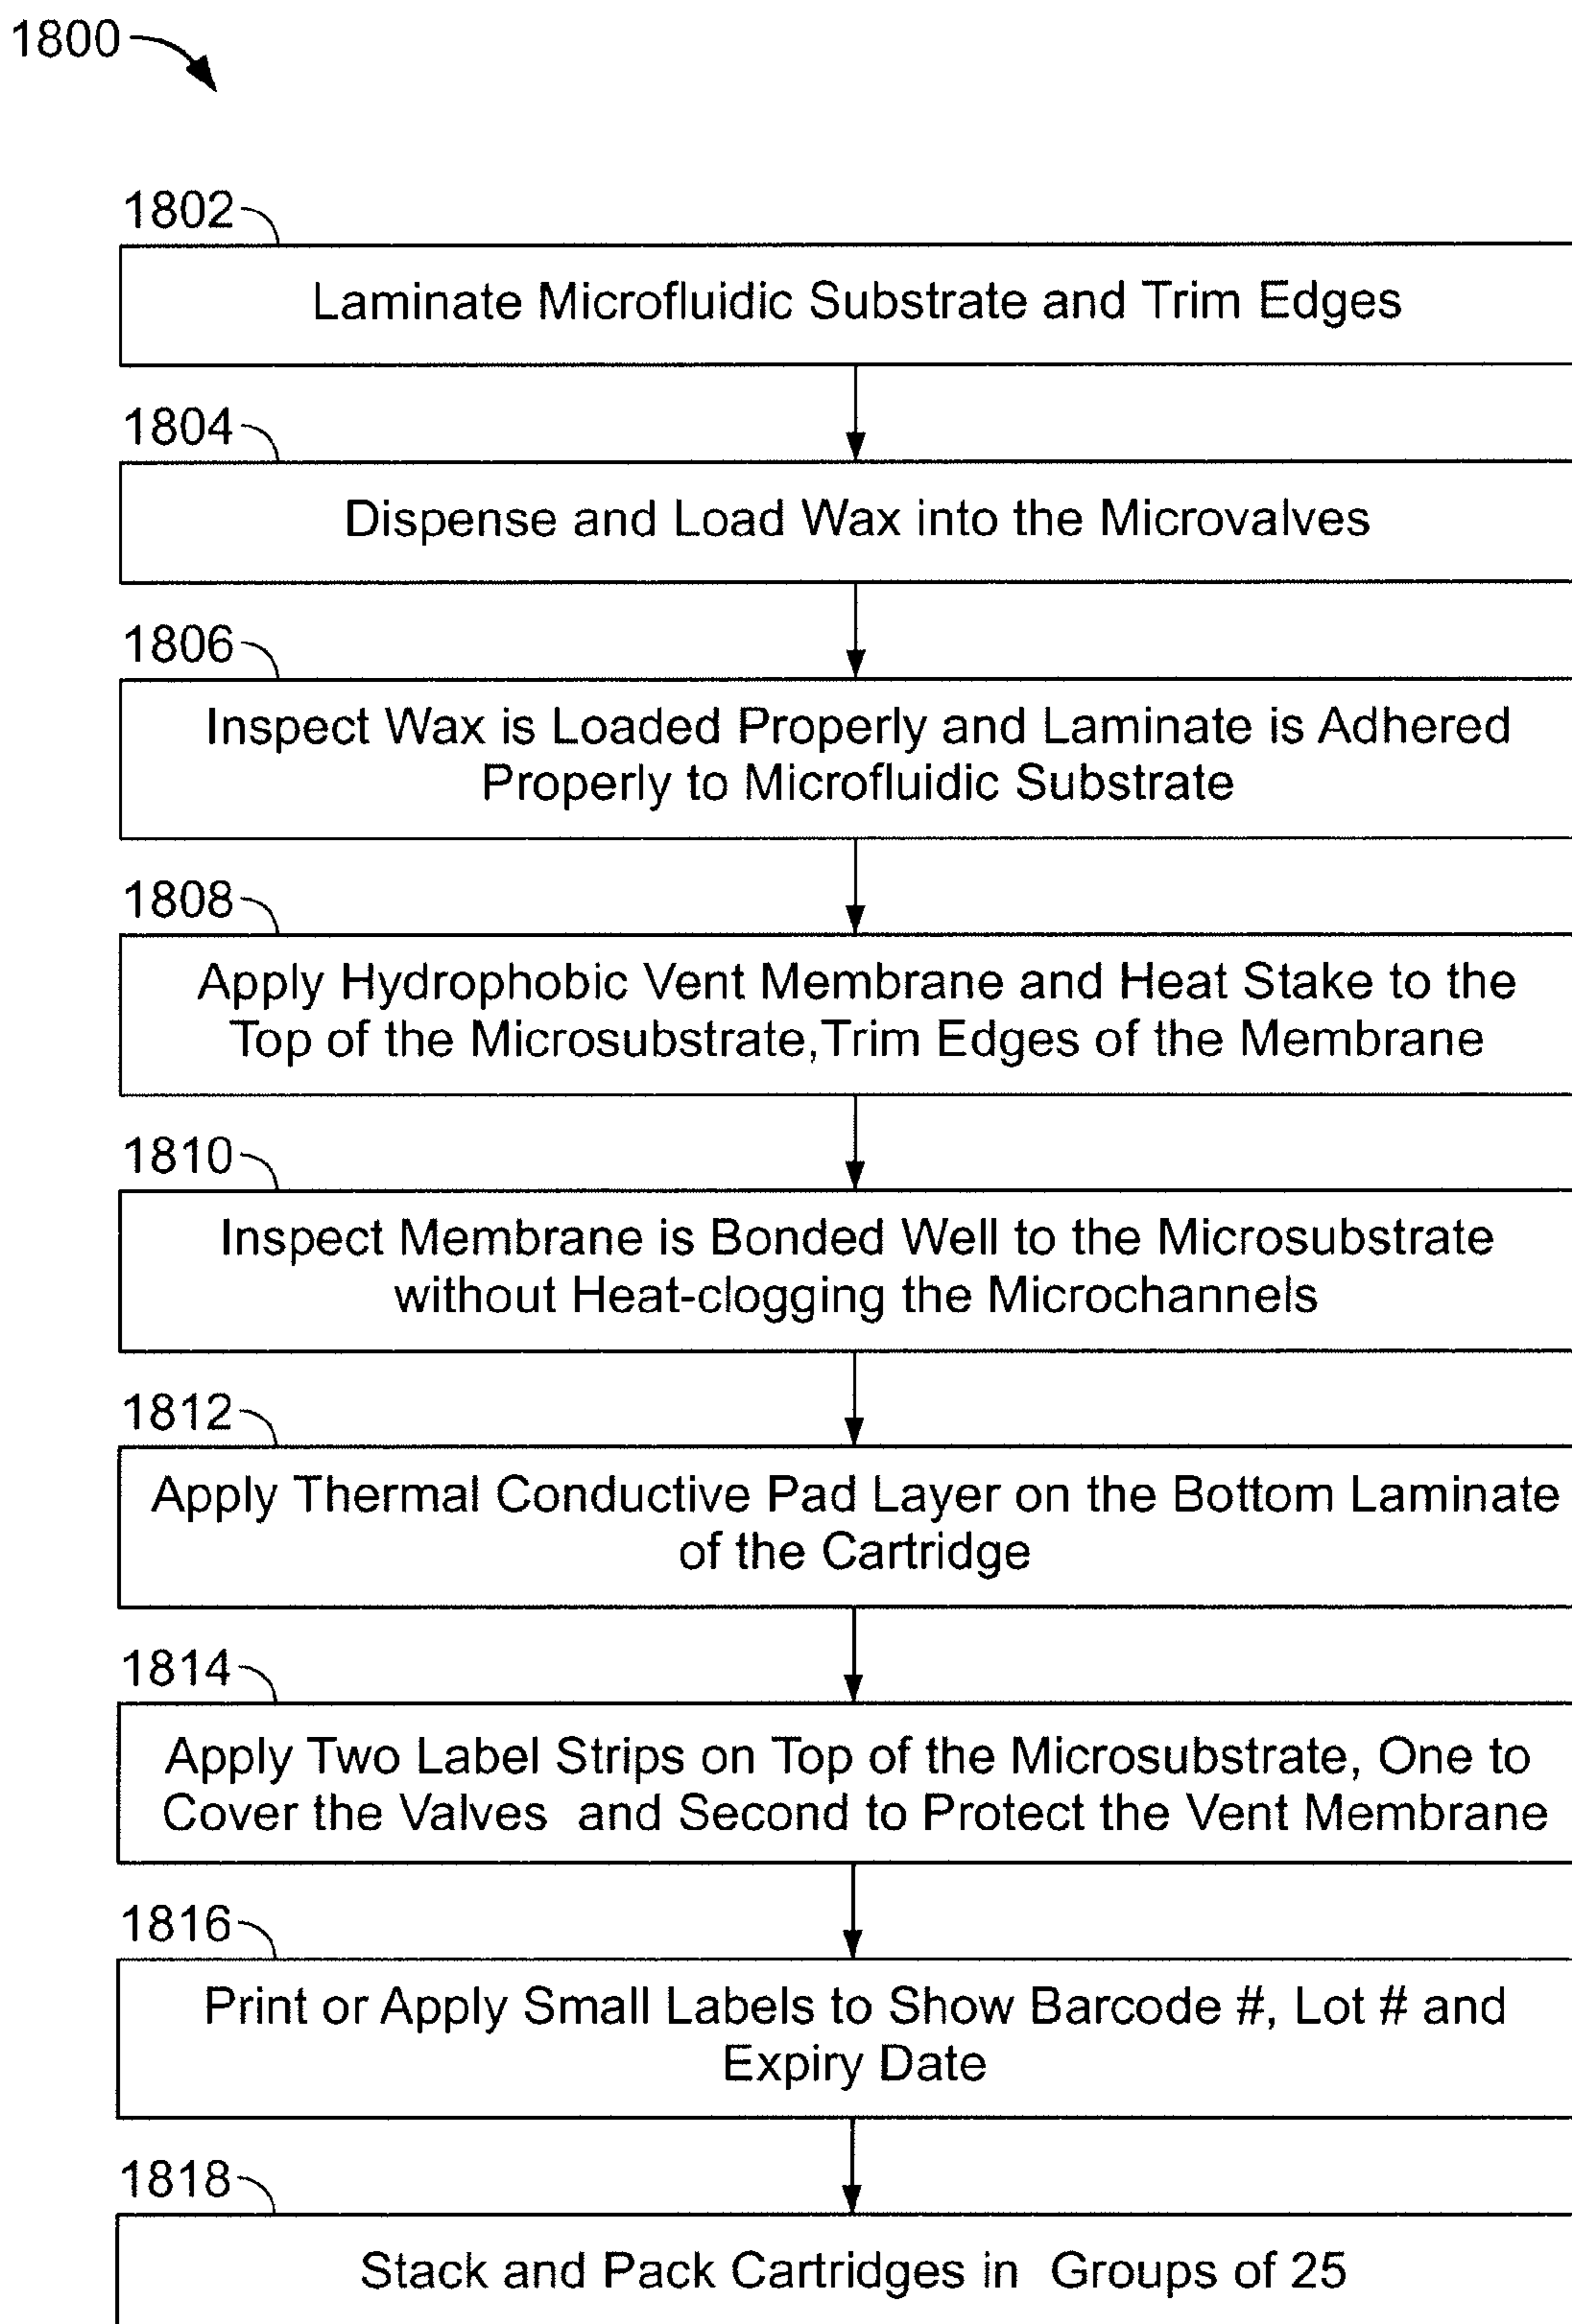 1800
1802
Laminate Microfluidic Substrate and Trim Edges
1804
Dispense and Load Wax into the Microvalves
1806
Inspect Wax is Loaded Properly and Laminate is Adhered
Properly to Microfluidic Substrate
1808
Apply Hydrophobic Vent Membrane and Heat Stake to the
Top of the Microsubstrate,Trim Edges of the Membrane
1810
Inspect Membrane is Bonded Well to the Microsubstrate
without Heat-clogging the Microchannels
1812
Apply Thermal Conductive Pad Layer on the Bottom Laminate
of the Cartridge
1814
Apply Two Label Strips on Top of the Microsubstrate, One to
Cover the Valves  and Second to Protect the Vent Membrane
1816
Print or Apply Small Labels to Show Barcode #, Lot # and
Expiry Date
1818
Stack and Pack Cartridges in  Groups of 25